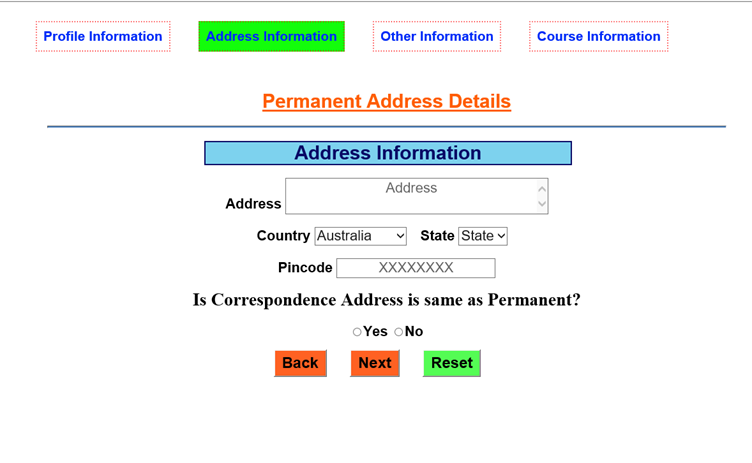 Profile Information Address Information Other Information Course Information
Permanent Address Details
Address Information
Address Address
Country Australia State State
Pincode XXXXXXXX
Is Correspondence Address is same as Permanent?
Yes No
Back Next Reset